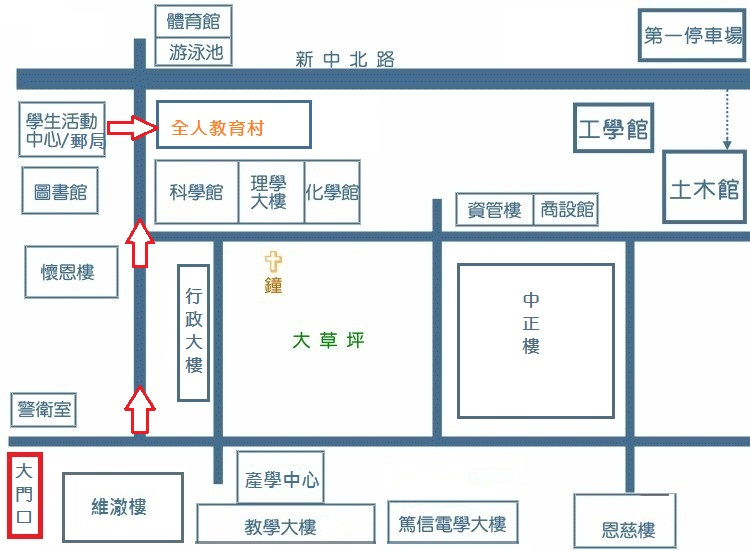 體育館
游泳池
新中北路
第一停車場
學生活動
中心/郵局
全人教育村
工學館
土木館
圖書館
科學館
理學
大樓
化學館
資管樓
商設館
懷恩樓
鐘
行政大樓
大草坪
中正樓
警衛室
大門口
維澈樓
產學中心
教學大樓
篤信電學大樓
恩慈樓